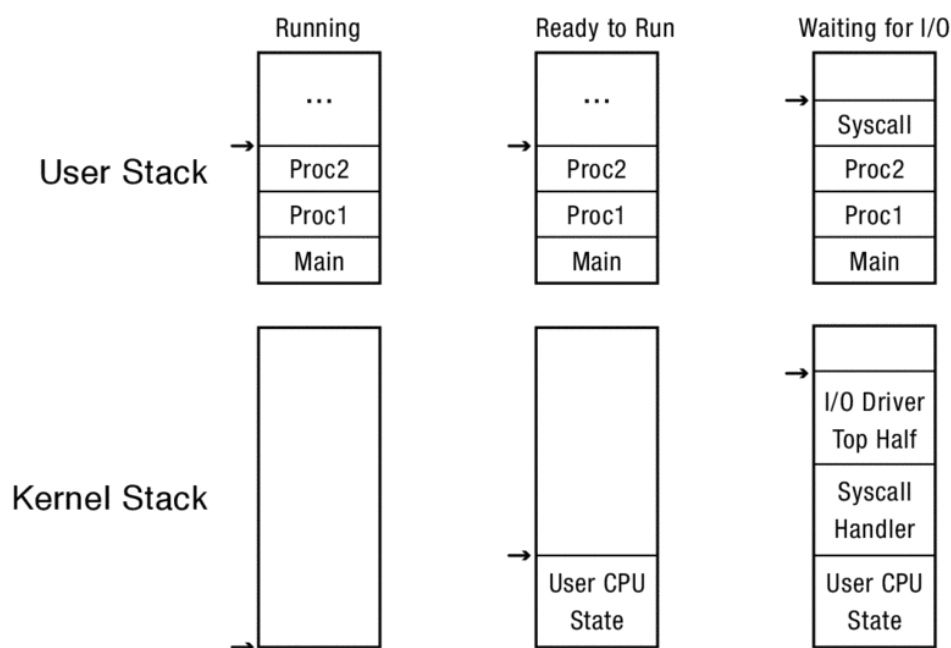 Running
Ready to Run
Waiting for I/O
User Stack
...
Proc2
Proc1
Main
...
Proc2
Proc1
Main
Syscall
Proc2
Proc1
Main
Kernel Stack
User CPU
State
I/O Driver
Top Half
Syscall
Handler
User CPU
State